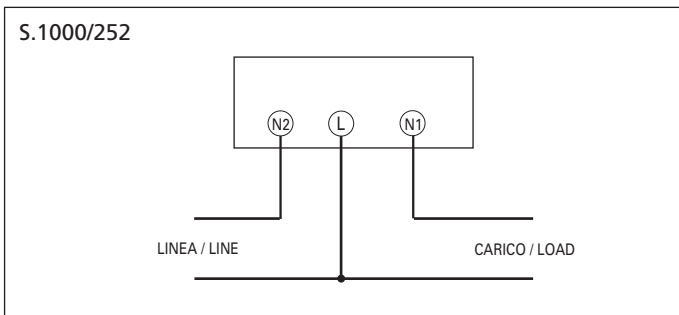 S.1000/252
N2 L N1
LINEA / LINE CARICO / LOAD